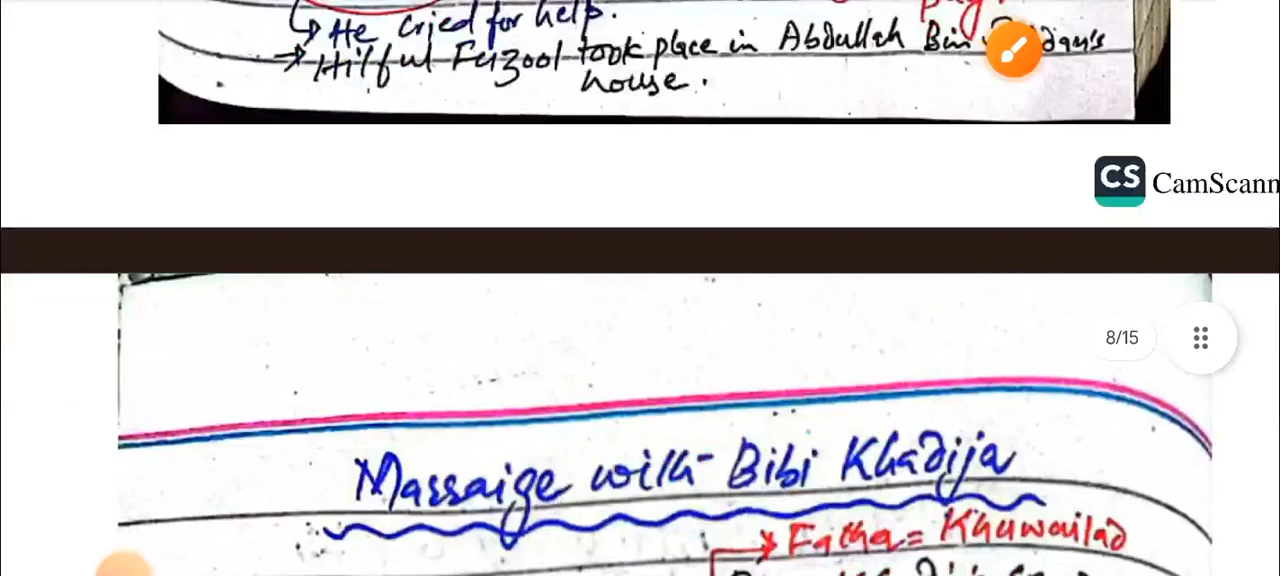 ↳ He cried for help.
→ Hilful Fuzool took place in Abdullah Bin
house.
CS CamScann
8/15
Massaige with Bibi Khadija
→ Father = Khuwailad